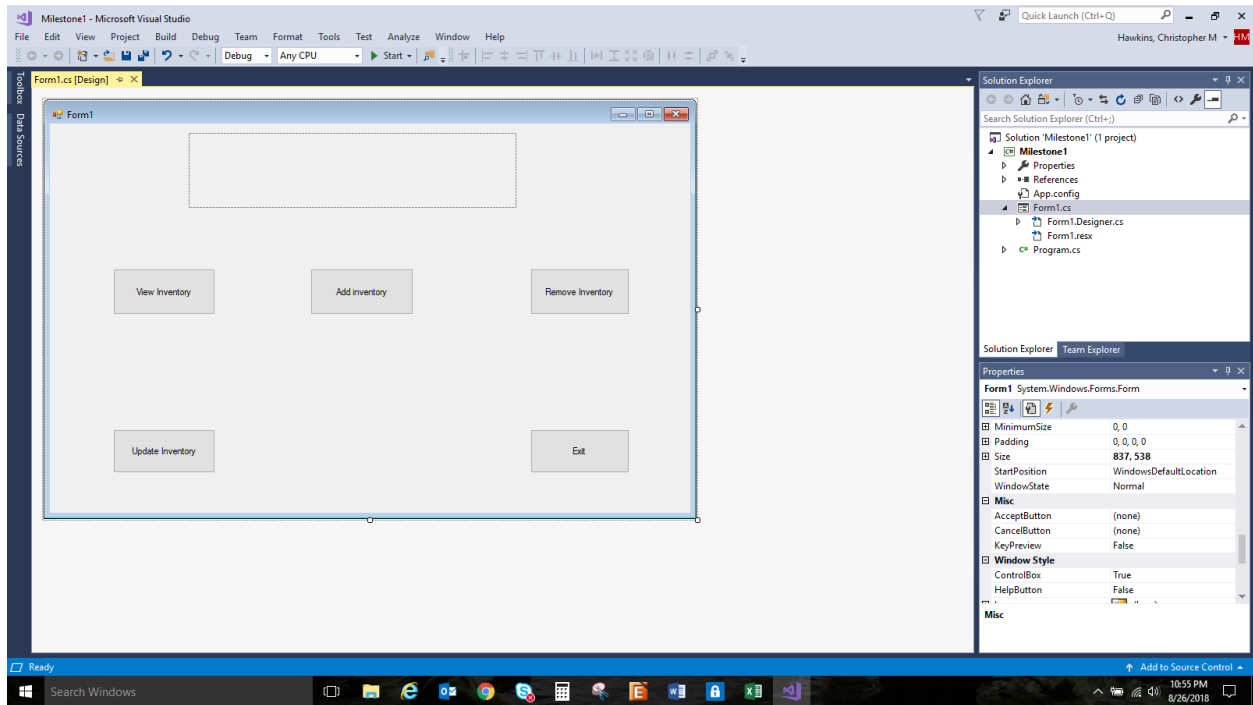 Milestone1 - Microsoft Visual Studio
Quick Launch (Ctrl+Q)
File Edit View Project Build Debug Team Format Tools Test Analyze Window Help
Hawkins, Christopher M HM
Debug Any CPU Start
Toolbox
Data Sources
Form1.cs [Design]
Form1
View Inventory Add inventory Remove Inventory
Update Inventory Exit
Solution Explorer
Search Solution Explorer (Ctrl+;)
Solution 'Milestone1' (1 project)
C# Milestone1
Properties
References
App.config
Form1.cs
Form1.Designer.cs
Form1.resx
C# Program.cs
Solution Explorer Team Explorer
Properties
Form1 System.Windows.Forms.Form
MinimumSize 0, 0
Padding 0, 0, 0, 0
Size 837, 538
StartPosition WindowsDefaultLocation
WindowState Normal
Misc
AcceptButton (none)
CancelButton (none)
KeyPreview False
Window Style
ControlBox True
HelpButton False
Misc
Ready
Add to Source Control
Search Windows
10:55 PM
8/26/2018